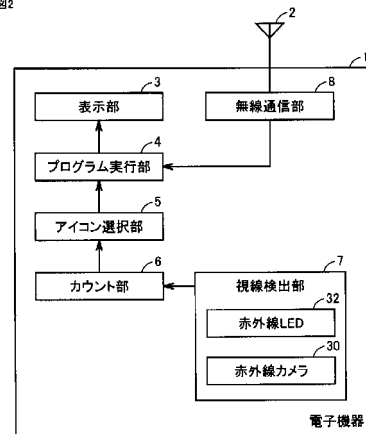 図2
2
1
3
表示部
8
無線通信部
4
プログラム実行部
5
アイコン選択部
6
カウント部
7
視線検出部
32
赤外線LED
30
赤外線カメラ
電子機器